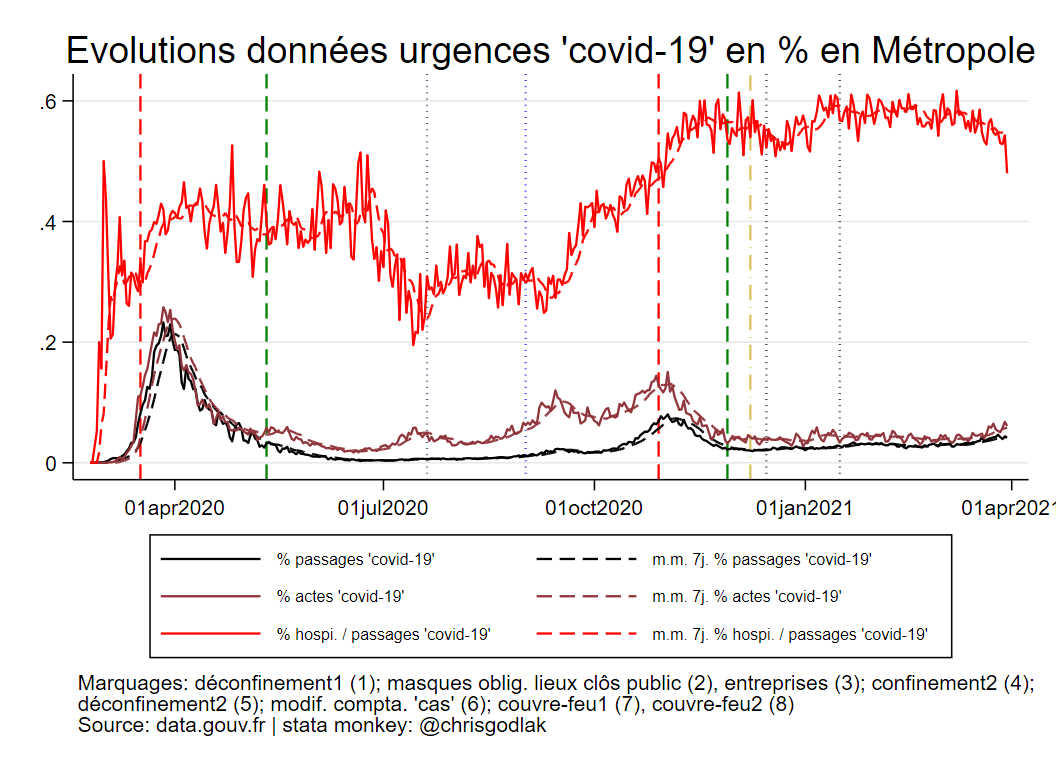 Evolutions données urgences 'covid-19' en % en Métropole
.6
.4
.2
0
01apr2020 01jul2020 01oct2020 01jan2021 01apr2021
% passages 'covid-19' m.m. 7j. % passages 'covid-19'
% actes 'covid-19' m.m. 7j. % actes 'covid-19'
% hospi. / passages 'covid-19' m.m. 7j. % hospi. / passages 'covid-19'
Marquages: déconfinement1 (1); masques oblig. lieux clôs public (2), entreprises (3); confinement2 (4);
déconfinement2 (5); modif. compta. 'cas' (6); couvre-feu1 (7), couvre-feu2 (8)
Source: data.gouv.fr | stata monkey: @chrisgodlak